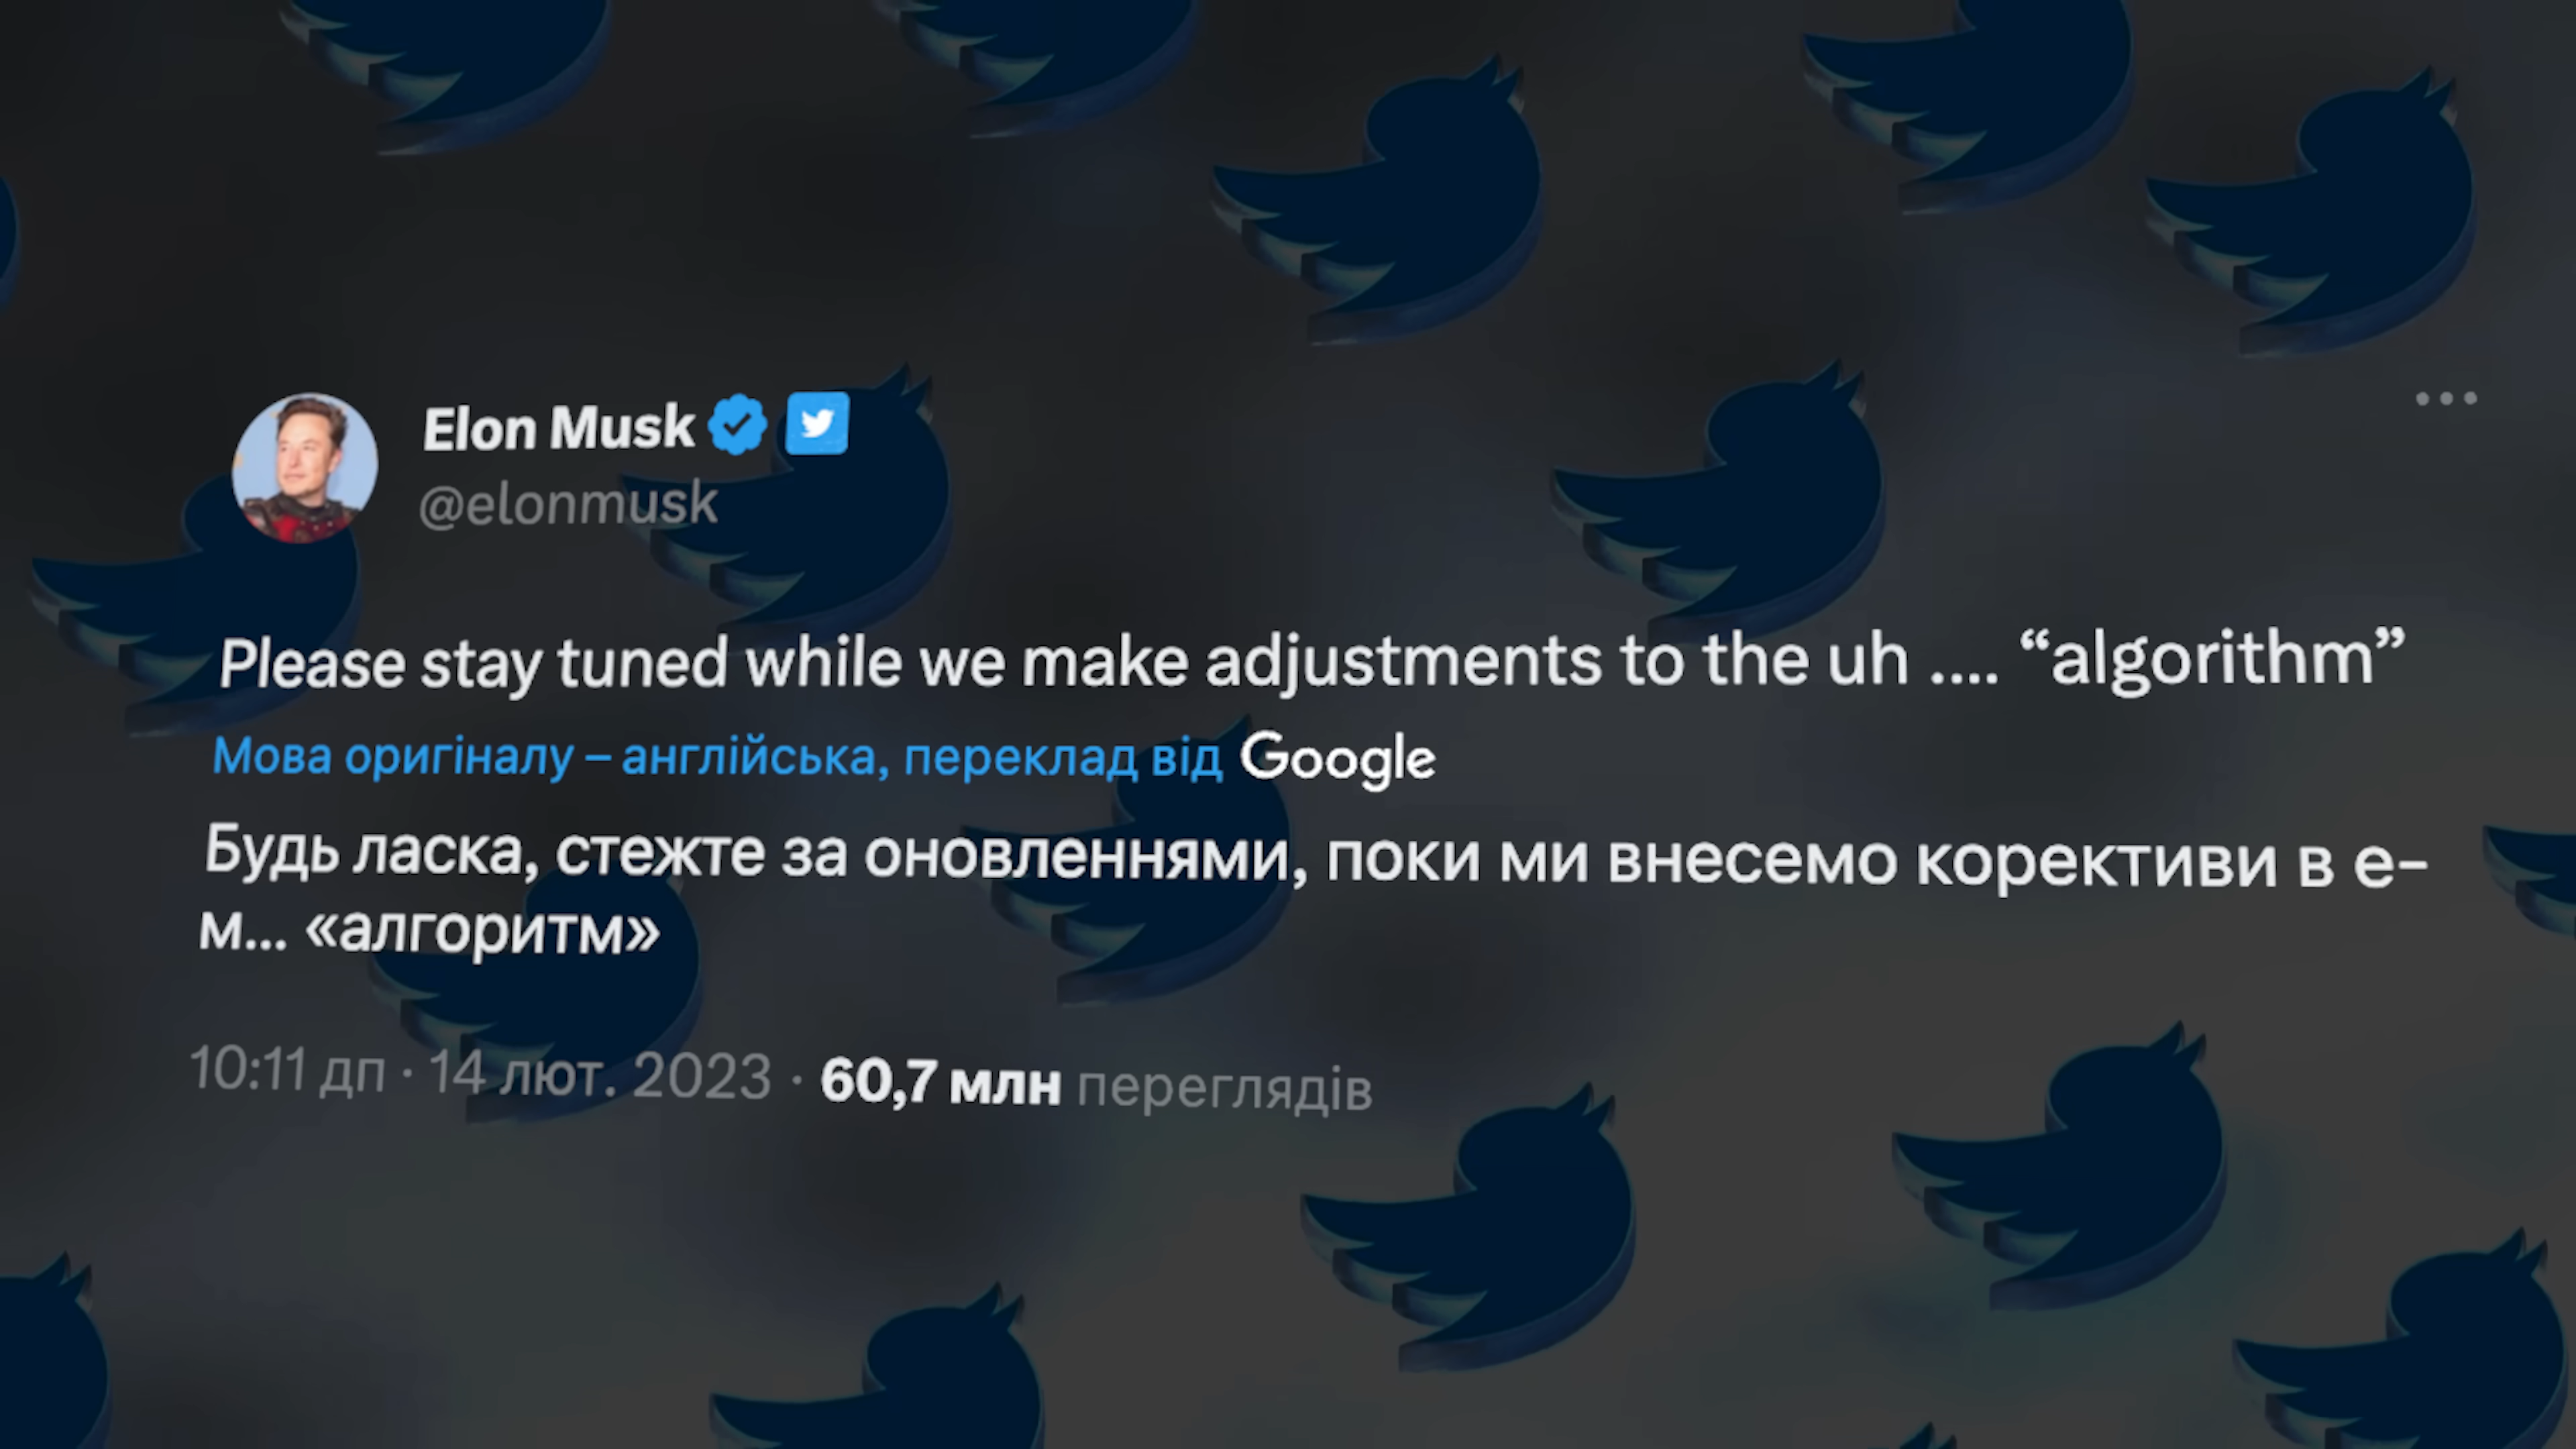 Elon Musk
@elonmusk
Please stay tuned while we make adjustments to the uh .... “algorithm”
Мова оригіналу – англійська, переклад від Google
Будь ласка, стежте за оновленнями, поки ми внесемо корективи в е-
м... «алгоритм»
10:11 дп · 14 лют. 2023 · 60,7 млн переглядів